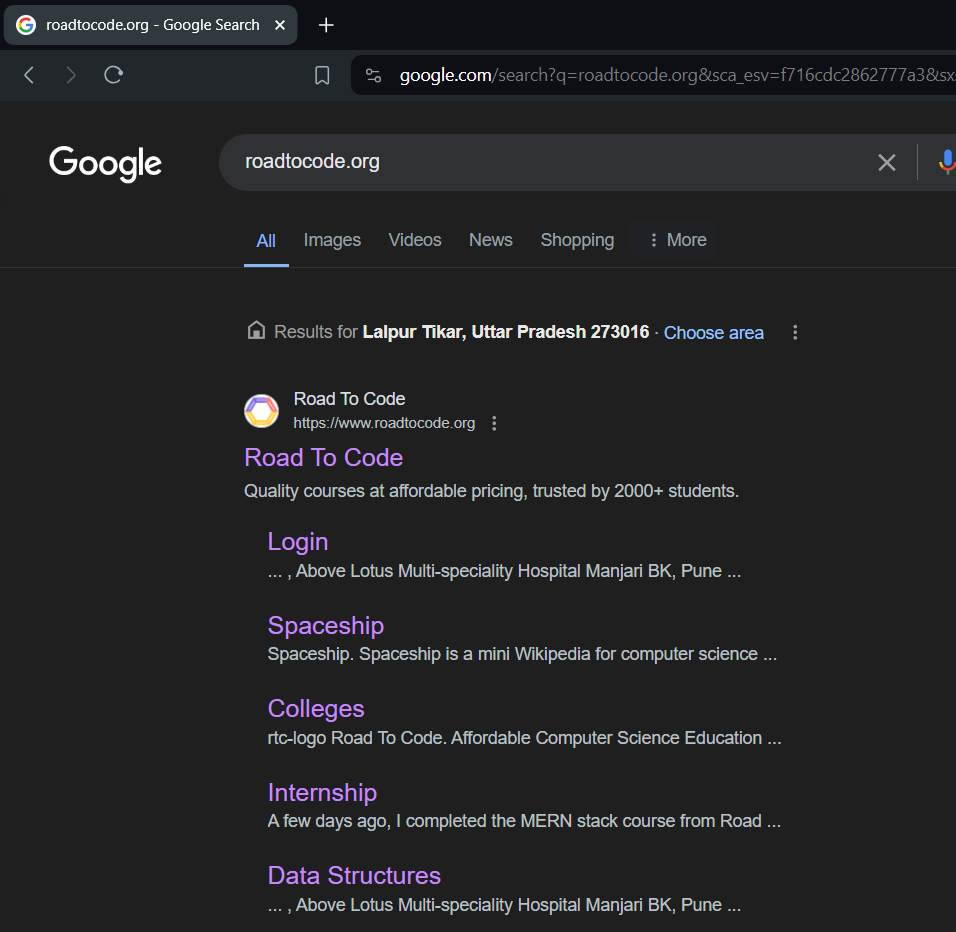 roadtocode.org - Google Search
google.com/search?q=roadtocode.org&sca_esv=f716cdc2862777a3&sxs
Google
roadtocode.org
All Images Videos News Shopping More
Results for Lalpur Tikar, Uttar Pradesh 273016 · Choose area
Road To Code
https://www.roadtocode.org
Road To Code
Quality courses at affordable pricing, trusted by 2000+ students.
Login
... , Above Lotus Multi-speciality Hospital Manjari BK, Pune ...
Spaceship
Spaceship. Spaceship is a mini Wikipedia for computer science ...
Colleges
rtc-logo Road To Code. Affordable Computer Science Education ...
Internship
A few days ago, I completed the MERN stack course from Road ...
Data Structures
... , Above Lotus Multi-speciality Hospital Manjari BK, Pune ...